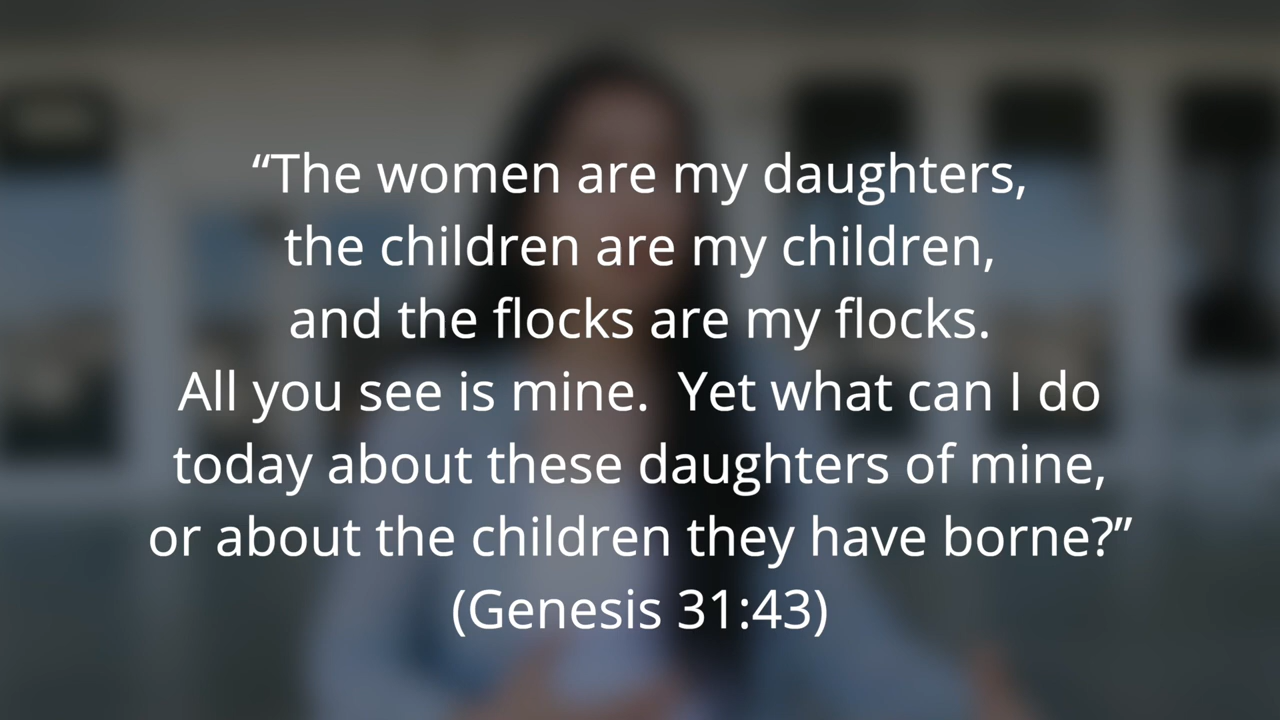 “The women are my daughters,
the children are my children,
and the flocks are my flocks.
All you see is mine.  Yet what can I do
today about these daughters of mine,
or about the children they have borne?”
(Genesis 31:43)